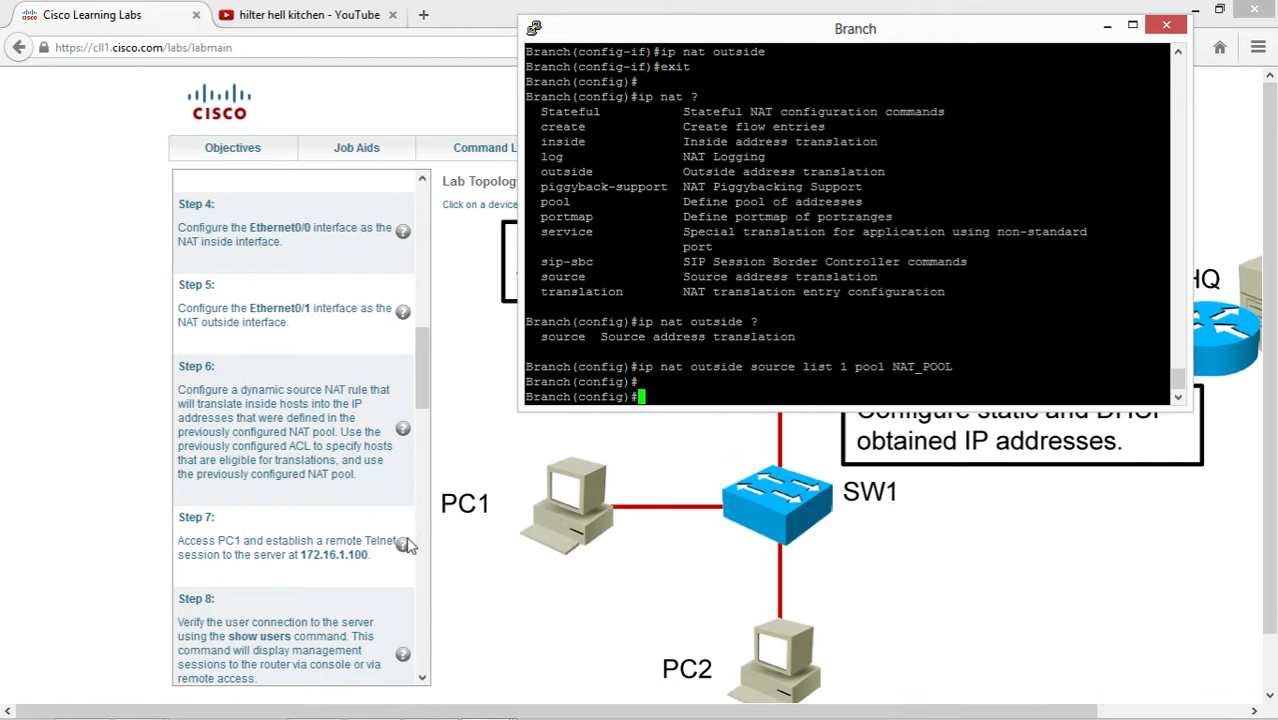 Cisco Learning Labs
hilter hell kitchen - YouTube
https://cll1.cisco.com/labs/labmain
CISCO
Objectives
Job Aids
Command L
Step 4:
Configure the Ethernet0/0 interface as the
NAT inside interface.
Step 5:
Configure the Ethernet0/1 interface as the
NAT outside interface.
Step 6:
Configure a dynamic source NAT rule that
will translate inside hosts into the IP
addresses that were defined in the
previously configured NAT pool. Use the
previously configured ACL to specify hosts
that are eligible for translations, and use
the previously configured NAT pool.
Step 7:
Access PC1 and establish a remote Telnet
session to the server at 172.16.1.100.
Step 8:
Verify the user connection to the server
using the show users command. This
command will display management
sessions to the router via console or via
remote access.
Lab Topology
Click on a device
Branch
Branch(config-if)#ip nat outside
Branch(config-if)#exit
Branch(config)#
Branch(config)#ip nat ?
Stateful Stateful NAT configuration commands
create Create flow entries
inside Inside address translation
log NAT Logging
outside Outside address translation
piggyback-support NAT Piggybacking Support
pool Define pool of addresses
portmap Define portmap of portranges
service Special translation for application using non-standard
port
sip-sbc SIP Session Border Controller commands
source Source address translation
translation NAT translation entry configuration
Branch(config)#ip nat outside ?
source Source address translation
Branch(config)#ip nat outside source list 1 pool NAT_POOL
Branch(config)#
Branch(config)#
HQ
Configure static and DHCP
obtained IP addresses.
PC1
SW1
PC2